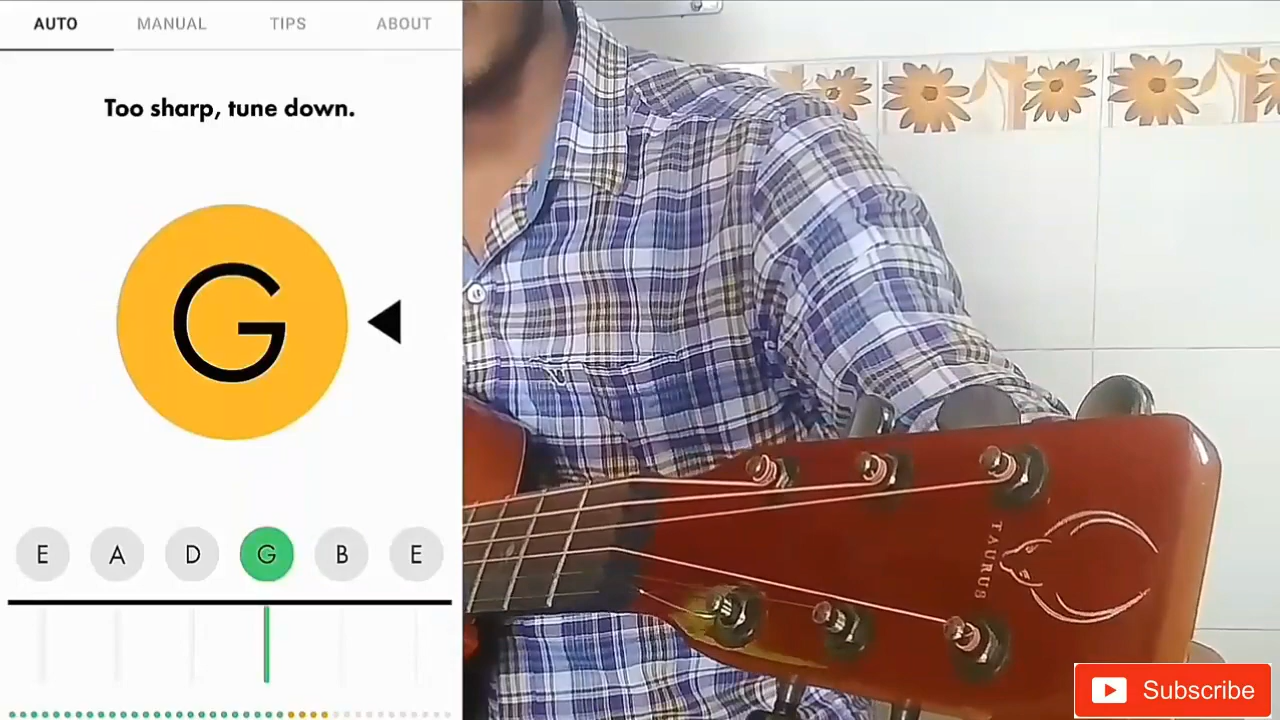 AUTO MANUAL TIPS ABOUT
Too sharp, tune down.
G
E A D G B E
TAURUS
Subscribe